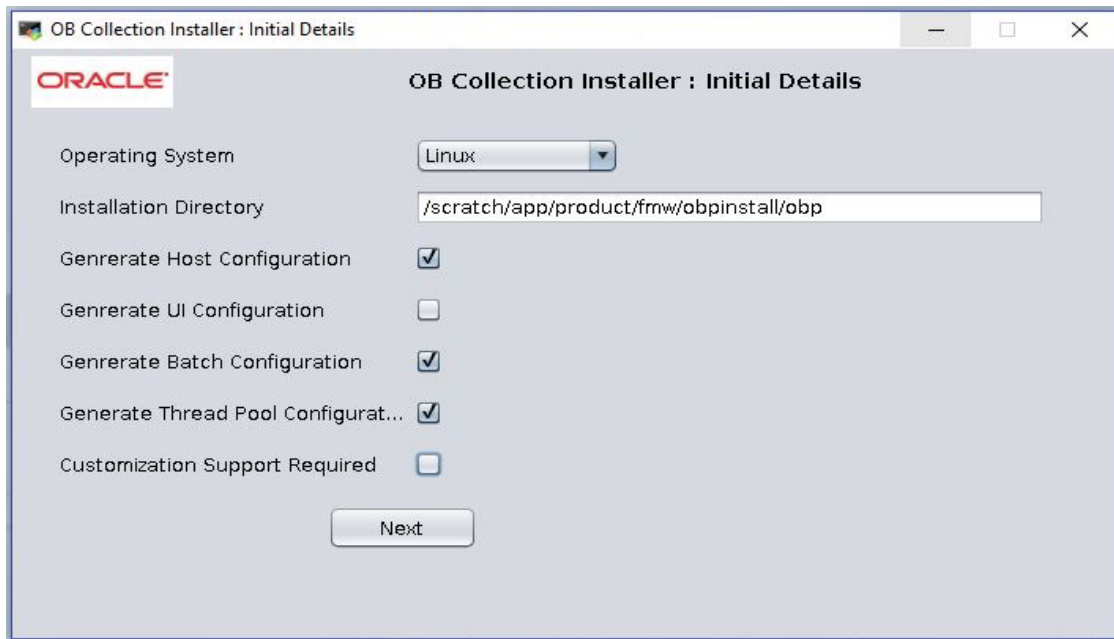 OB Collection Installer : Initial Details
ORACLE
OB Collection Installer : Initial Details
Operating System
Linux
Installation Directory
/scratch/app/product/fmw/obpinstall/obp
Genrerate Host Configuration
Genrerate UI Configuration
Genrerate Batch Configuration
Generate Thread Pool Configurat...
Customization Support Required
Next